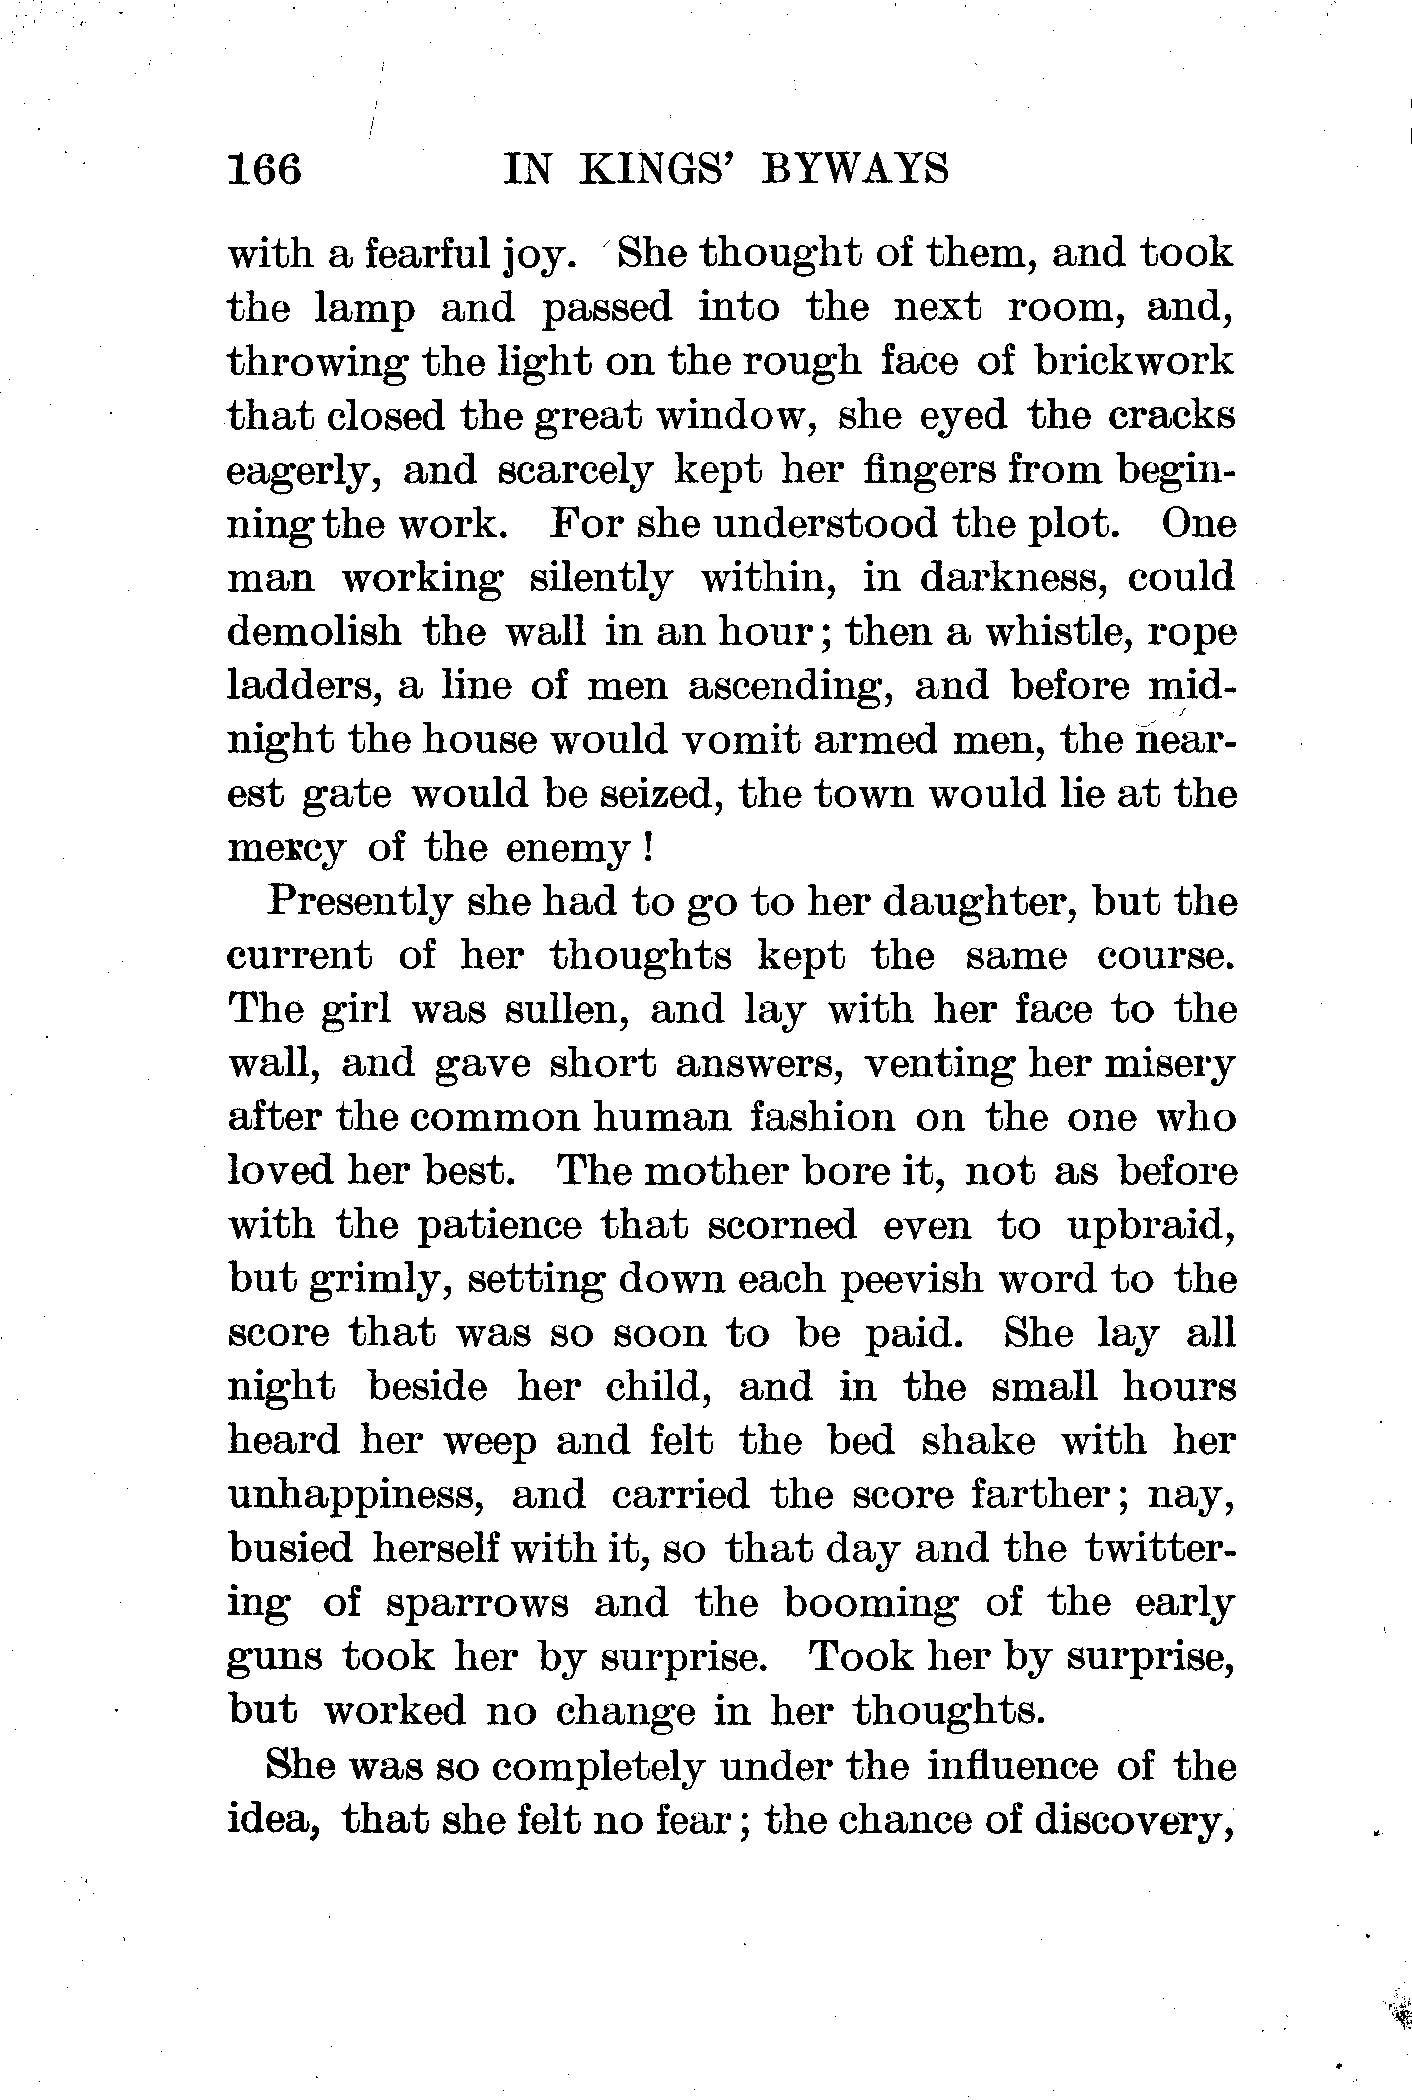 166 IN KINGS' BYWAYS
with a fearful joy. She thought of them, and took
the lamp and passed into the next room, and,
throwing the light on the rough face of brickwork
that closed the great window, she eyed the cracks
eagerly, and scarcely kept her fingers from begin-
ning the work. For she understood the plot. One
man working silently within, in darkness, could
demolish the wall in an hour; then a whistle, rope
ladders, a line of men ascending, and before mid-
night the house would vomit armed men, the near-
est gate would be seized, the town would lie at the
mercy of the enemy!
Presently she had to go to her daughter, but the
current of her thoughts kept the same course.
The girl was sullen, and lay with her face to the
wall, and gave short answers, venting her misery
after the common human fashion on the one who
loved her best. The mother bore it, not as before
with the patience that scorned even to upbraid,
but grimly, setting down each peevish word to the
score that was so soon to be paid. She lay all
night beside her child, and in the small hours
heard her weep and felt the bed shake with her
unhappiness, and carried the score farther; nay,
busied herself with it, so that day and the twitter-
ing of sparrows and the booming of the early
guns took her by surprise. Took her by surprise,
but worked no change in her thoughts.
She was so completely under the influence of the
idea, that she felt no fear; the chance of discovery,